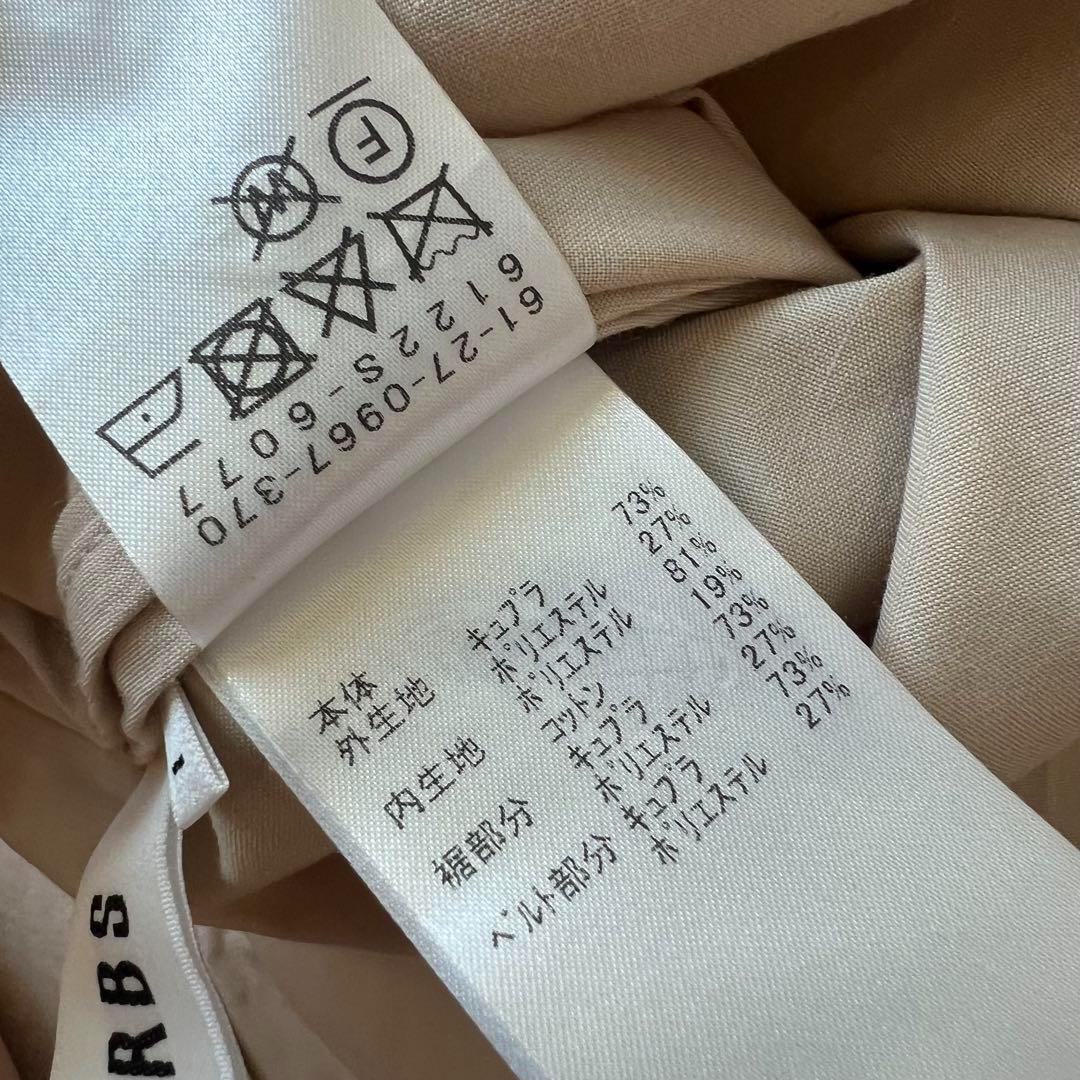 61-27-0967-370
6122S-6077
F
W
本体
外生地 キュプラ 73%
ポリエステル 27%
内生地 ポリエステル 81%
コットン 19%
裾部分 キュプラ 73%
ポリエステル 27%
ベルト部分 キュプラ 73%
ポリエステル 27%
RBS